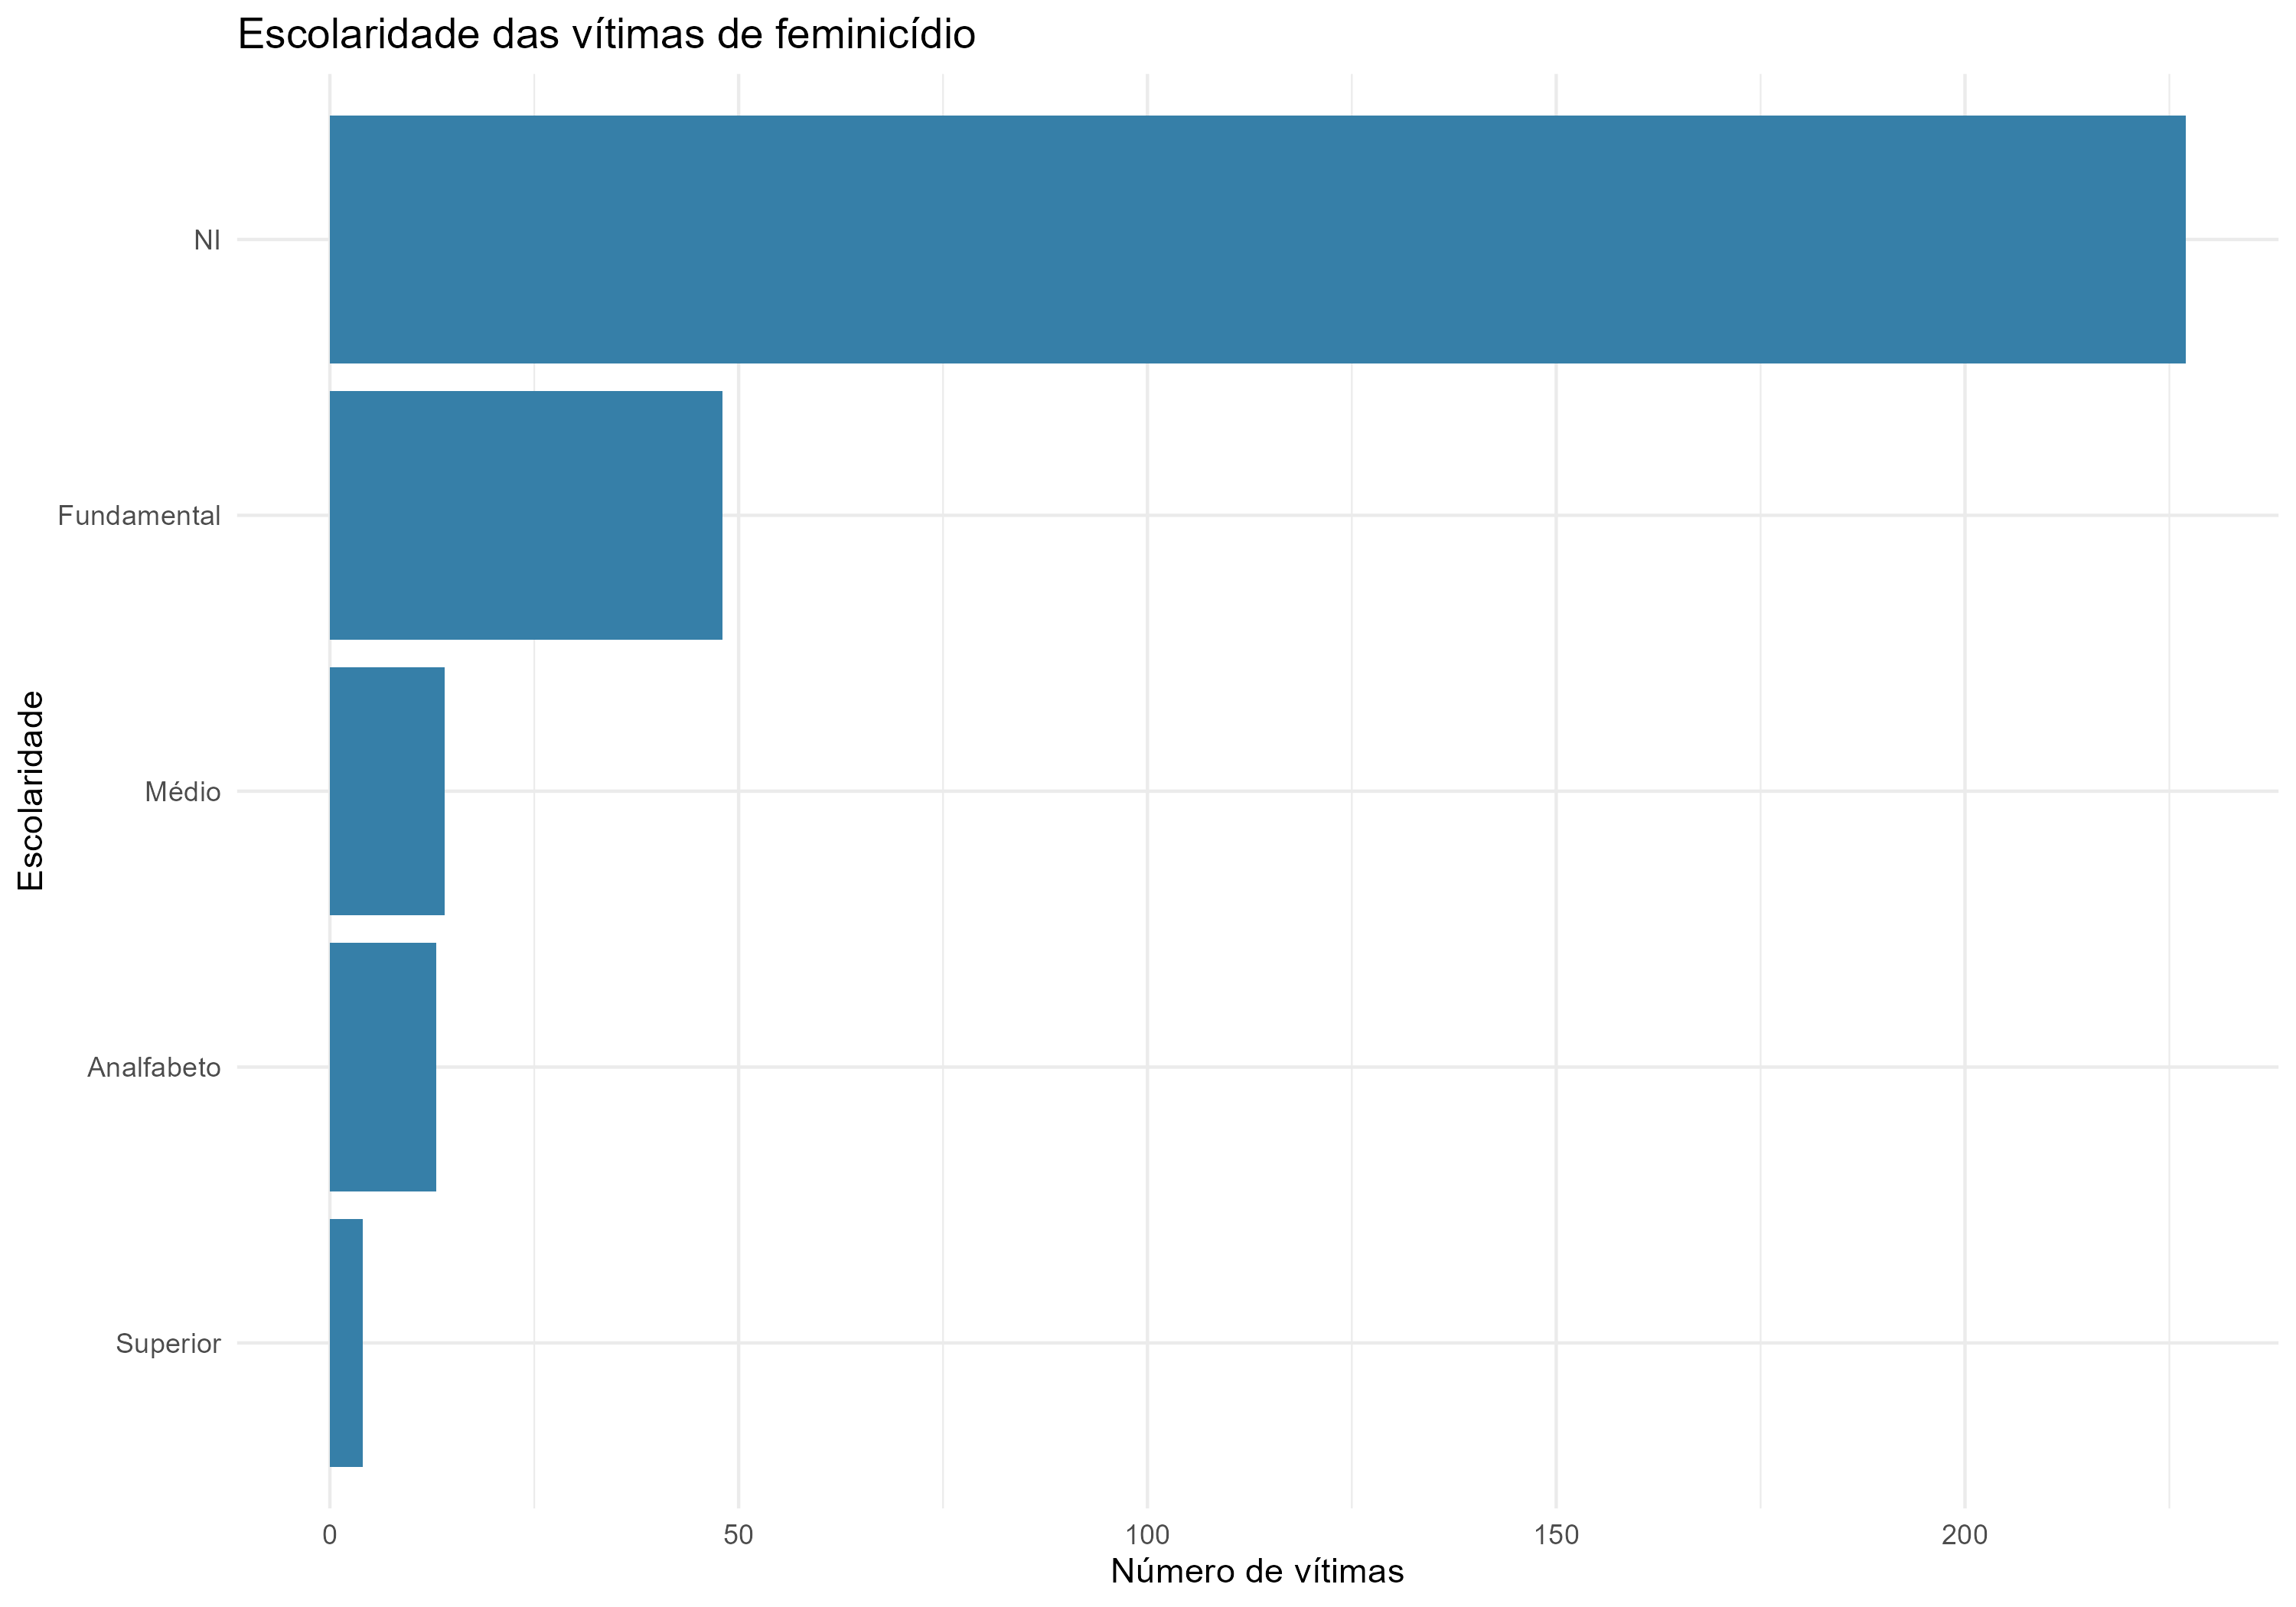 Escolaridade das vítimas de feminicídio
Escolaridade
NI
Fundamental
Médio
Analfabeto
Superior
0 50 100 150 200
Número de vítimas